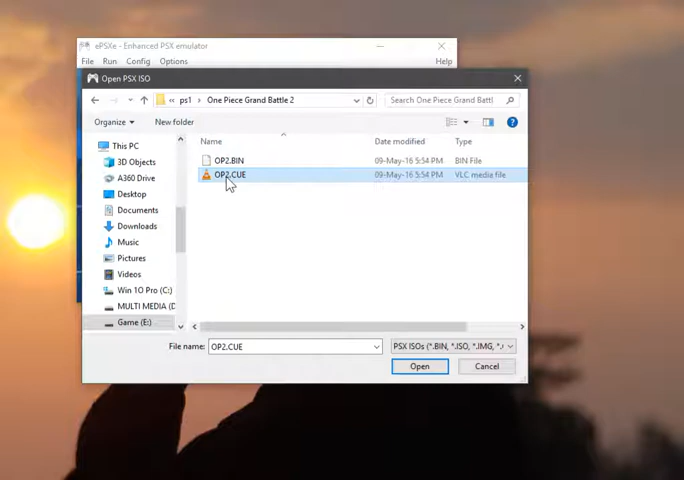 ePSXe - Enhanced PSX emulator
File Run Config Options Help
Open PSX ISO
« ps1 › One Piece Grand Battle 2
Search One Piece Grand Battl
Organize New folder
Name Date modified Type
This PC
3D Objects
A360 Drive
Desktop
Documents
Downloads
Music
Pictures
Videos
Win 10 Pro (C:)
MULTI MEDIA (D
Game (E:)
OP2.BIN 09-May-16 5:54 PM BIN File
OP2.CUE 09-May-16 5:54 PM VLC media file
File name: OP2.CUE
PSX ISOs (*.BIN, *.ISO, *.IMG, *.
Open Cancel